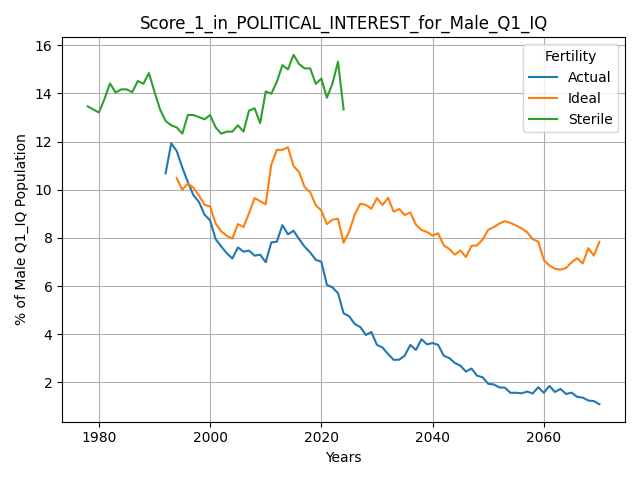 Score_1_in_POLITICAL_INTEREST_for_Male_Q1_IQ
% of Male Q1_IQ Population
16
14
12
10
8
6
4
2
Fertility
Actual
Ideal
Sterile
1980 2000 2020 2040 2060
Years